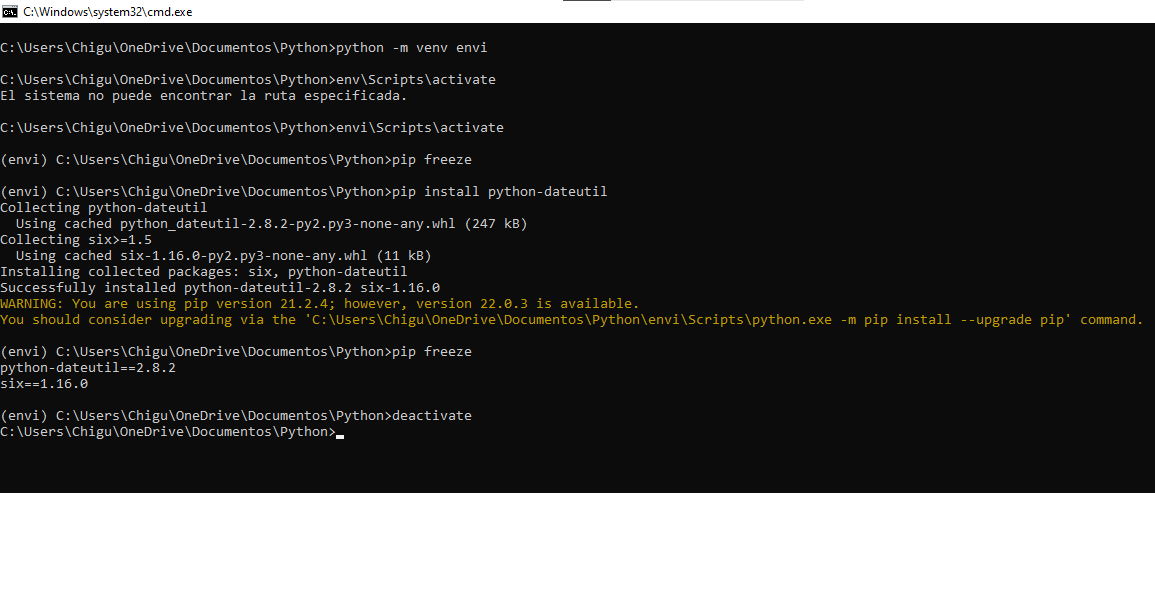 C:\Windows\system32\cmd.exe
C:\Users\Chigu\OneDrive\Documentos\Python>python -m venv envi
C:\Users\Chigu\OneDrive\Documentos\Python>env\Scripts\activate
El sistema no puede encontrar la ruta especificada.
C:\Users\Chigu\OneDrive\Documentos\Python>envi\Scripts\activate
(envi) C:\Users\Chigu\OneDrive\Documentos\Python>pip freeze
(envi) C:\Users\Chigu\OneDrive\Documentos\Python>pip install python-dateutil
Collecting python-dateutil
  Using cached python_dateutil-2.8.2-py2.py3-none-any.whl (247 kB)
Collecting six>=1.5
  Using cached six-1.16.0-py2.py3-none-any.whl (11 kB)
Installing collected packages: six, python-dateutil
Successfully installed python-dateutil-2.8.2 six-1.16.0
WARNING: You are using pip version 21.2.4; however, version 22.0.3 is available.
You should consider upgrading via the 'C:\Users\Chigu\OneDrive\Documentos\Python\envi\Scripts\python.exe -m pip install --upgrade pip' command.
(envi) C:\Users\Chigu\OneDrive\Documentos\Python>pip freeze
python-dateutil==2.8.2
six==1.16.0
(envi) C:\Users\Chigu\OneDrive\Documentos\Python>deactivate
C:\Users\Chigu\OneDrive\Documentos\Python>